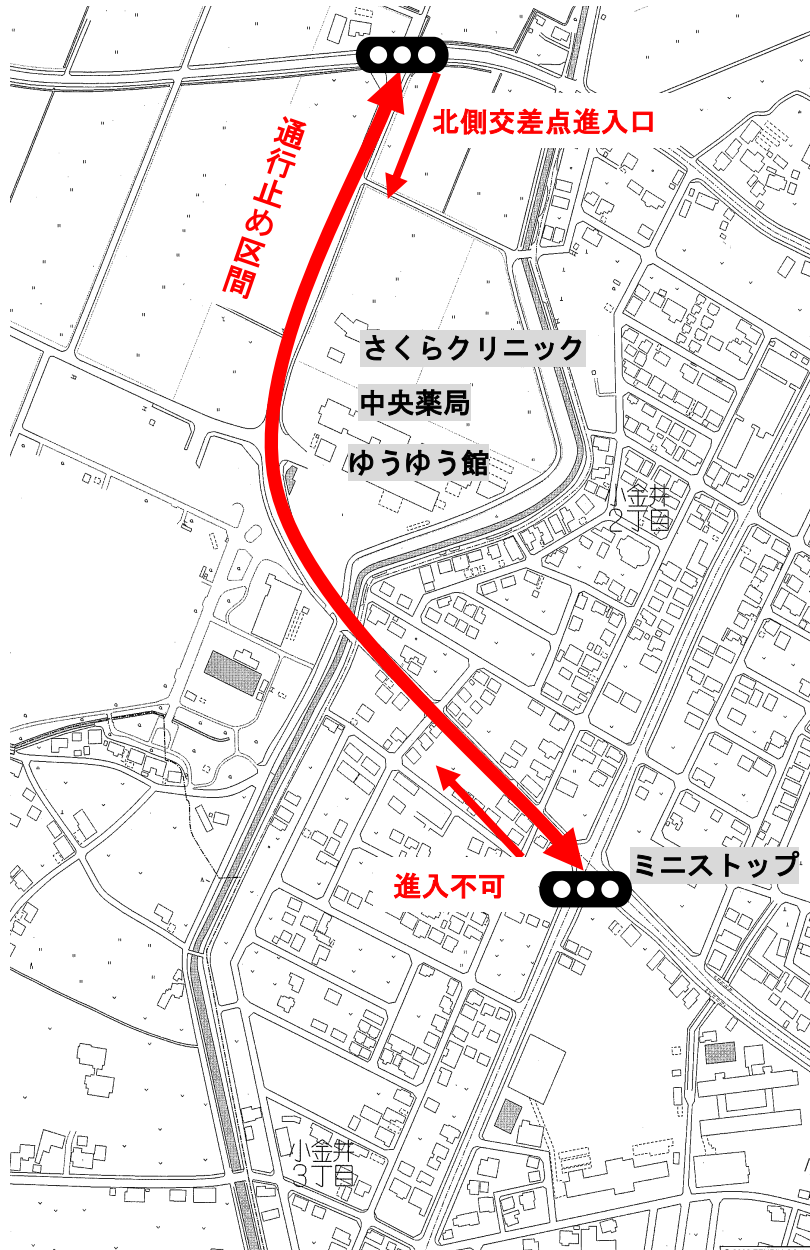 北側交差点進入口
通行止め区間
さくらクリニック
中央薬局
ゆうゆう館
小金井
2丁目
ミニストップ
進入不可
小金井
3丁目